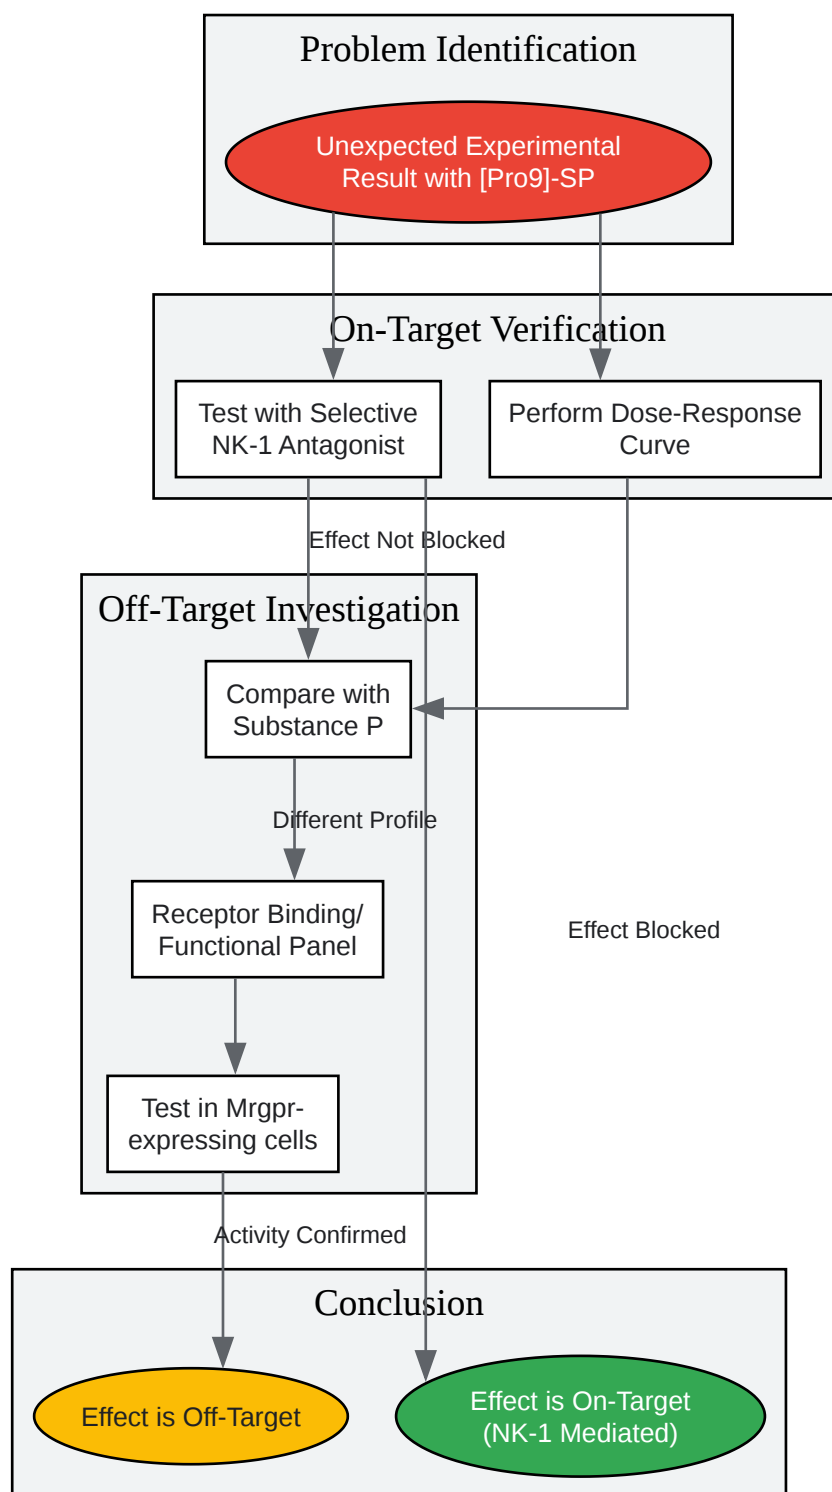 Problem Identification
Unexpected Experimental
Result with [Pro9]-SP
On-Target Verification
Test with Selective
NK-1 Antagonist
Perform Dose-Response
Curve
Effect Not Blocked
Off-Target Investigation
Compare with
Substance P
Different Profile
Receptor Binding/
Functional Panel
Effect Blocked
Test in Mrgpr-
expressing cells
Activity Confirmed
Conclusion
Effect is Off-Target
Effect is On-Target
(NK-1 Mediated)